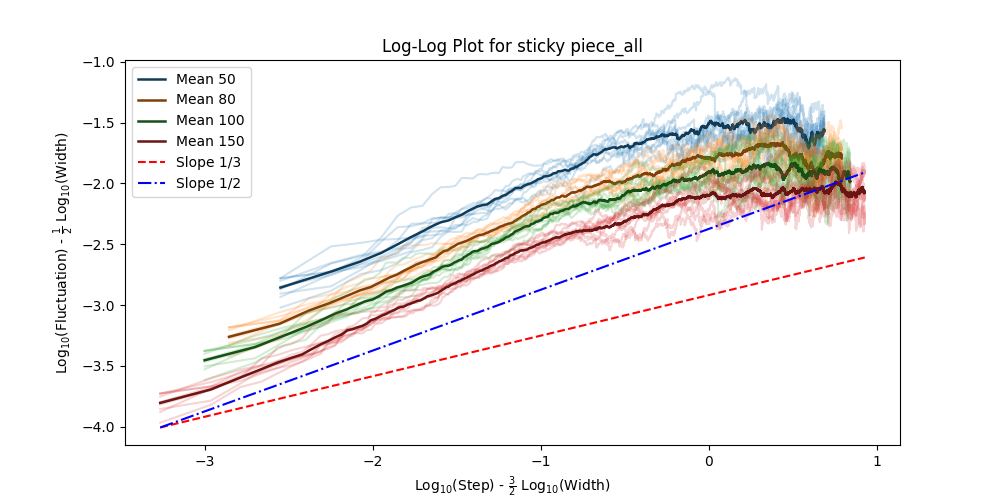 Log-Log Plot for sticky piece_all
Mean 50
Mean 80
Mean 100
Mean 150
Slope 1/3
Slope 1/2
Log₁₀(Fluctuation) - ½ Log₁₀(Width)
−1.0
−1.5
−2.0
−2.5
−3.0
−3.5
−4.0
−3
−2
−1
0
1
Log₁₀(Step) - 3/2 Log₁₀(Width)